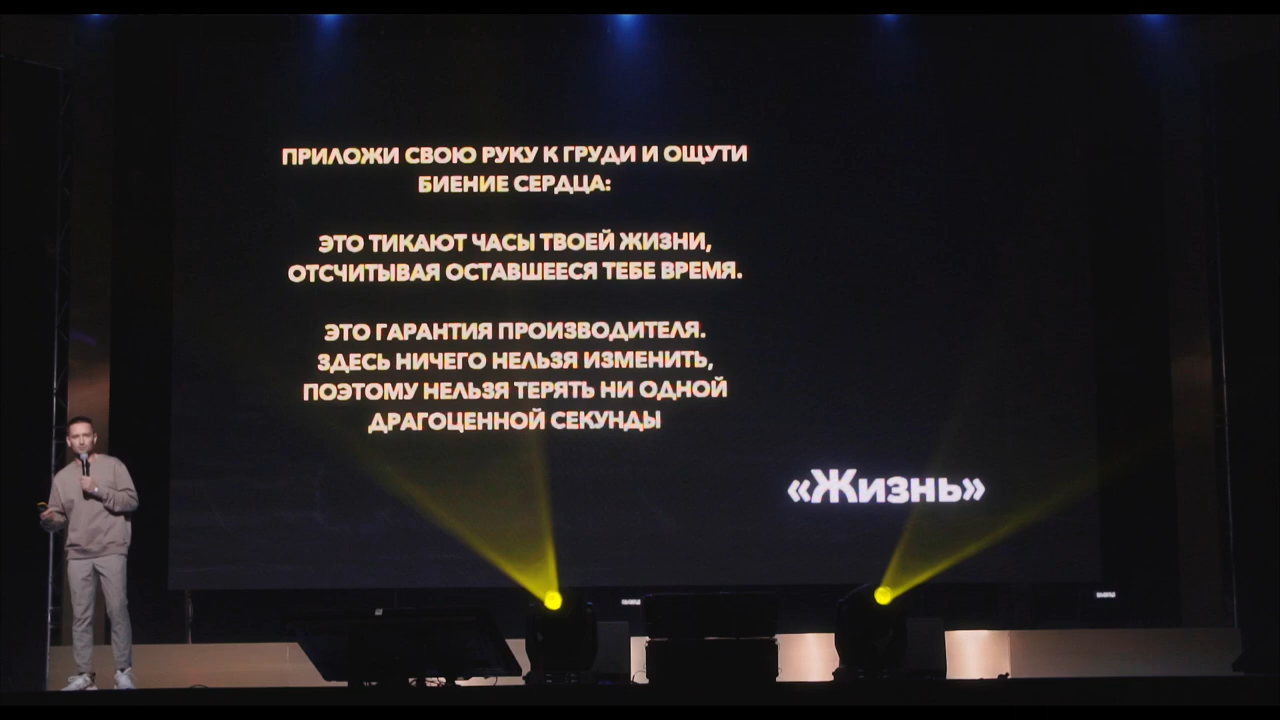 ПРИЛОЖИ СВОЮ РУКУ К ГРУДИ И ОЩУТИ
БИЕНИЕ СЕРДЦА:
ЭТО ТИКАЮТ ЧАСЫ ТВОЕЙ ЖИЗНИ,
ОТСЧИТЫВАЯ ОСТАВШЕЕСЯ ТЕБЕ ВРЕМЯ.
ЭТО ГАРАНТИЯ ПРОИЗВОДИТЕЛЯ.
ЗДЕСЬ НИЧЕГО НЕЛЬЗЯ ИЗМЕНИТЬ,
ПОЭТОМУ НЕЛЬЗЯ ТЕРЯТЬ НИ ОДНОЙ
ДРАГОЦЕННОЙ СЕКУНДЫ
«Жизнь»